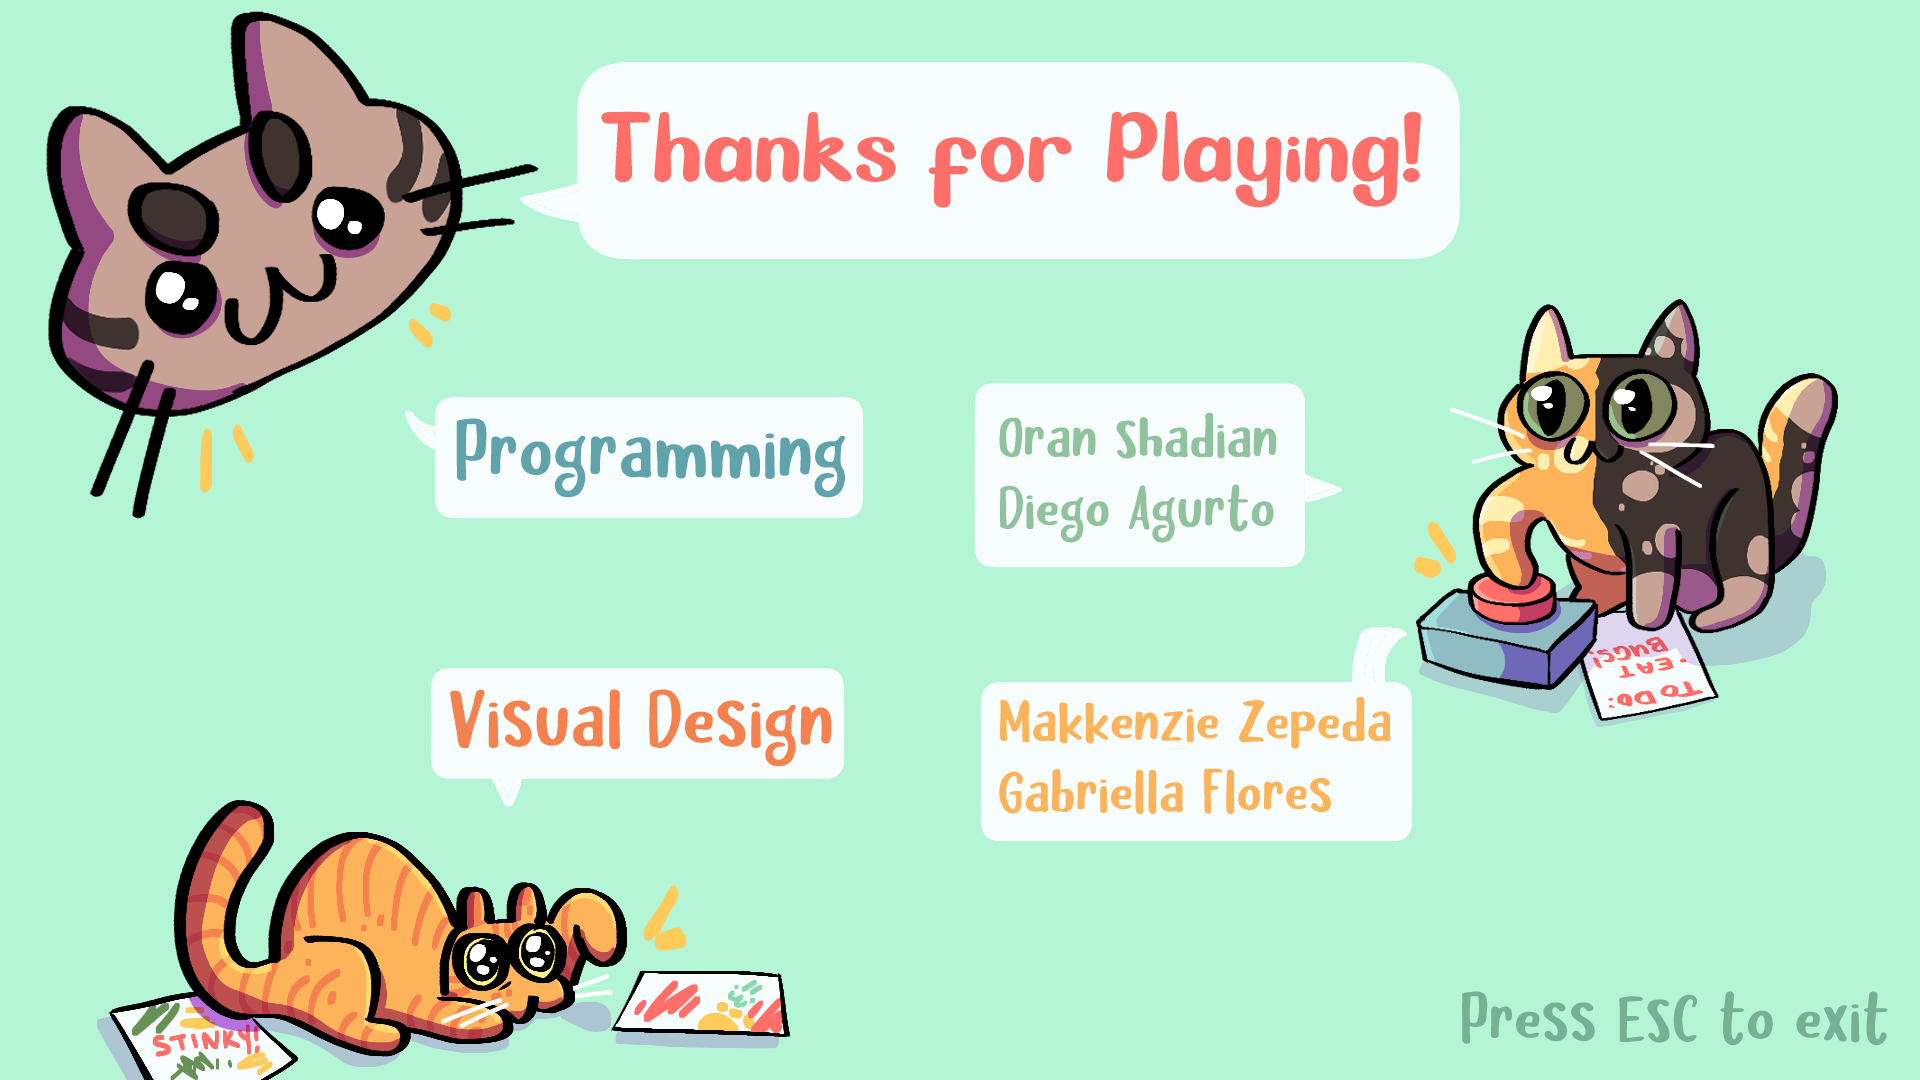 Thanks for Playing!
Programming
Oran Shadian
Diego Agurto
Visual Design
Makkenzie Zepeda
Gabriella Flores
TO DO:
• EAT
BUGS!
STINKY!
Press ESC to exit